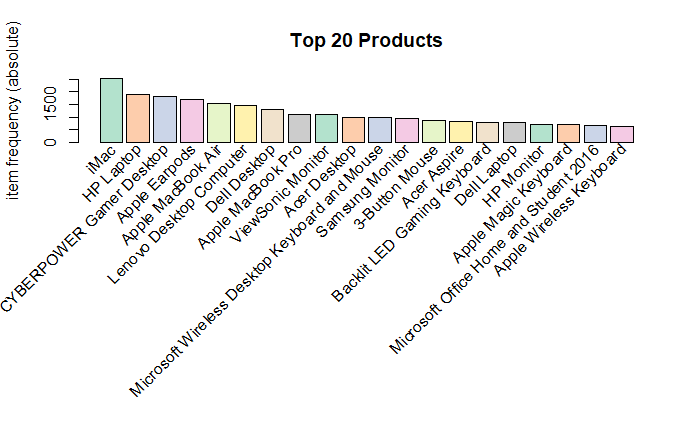 Top 20 Products
item frequency (absolute)
1500
0
iMac
HP Laptop
CYBERPOWER Gamer Desktop
Apple Earpods
Apple MacBook Air
Lenovo Desktop Computer
Dell Desktop
Apple MacBook Pro
ViewSonic Monitor
Acer Desktop
Microsoft Wireless Desktop Keyboard and Mouse
Samsung Monitor
3-Button Mouse
Acer Aspire
Backlit LED Gaming Keyboard
Dell Laptop
HP Monitor
Apple Magic Keyboard
Microsoft Office Home and Student 2016
Apple Wireless Keyboard